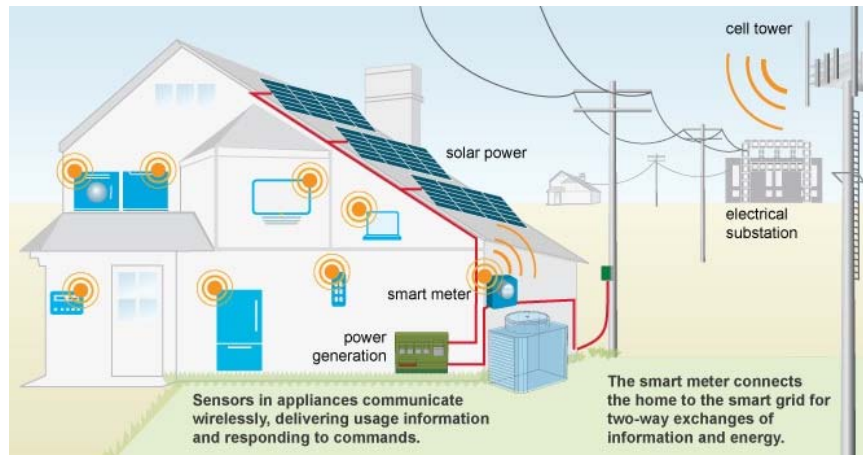 cell tower
solar power
electrical
substation
smart meter
power
generation
Sensors in appliances communicate
wirelessly, delivering usage information
and responding to commands.
The smart meter connects
the home to the smart grid for
two-way exchanges of
information and energy.